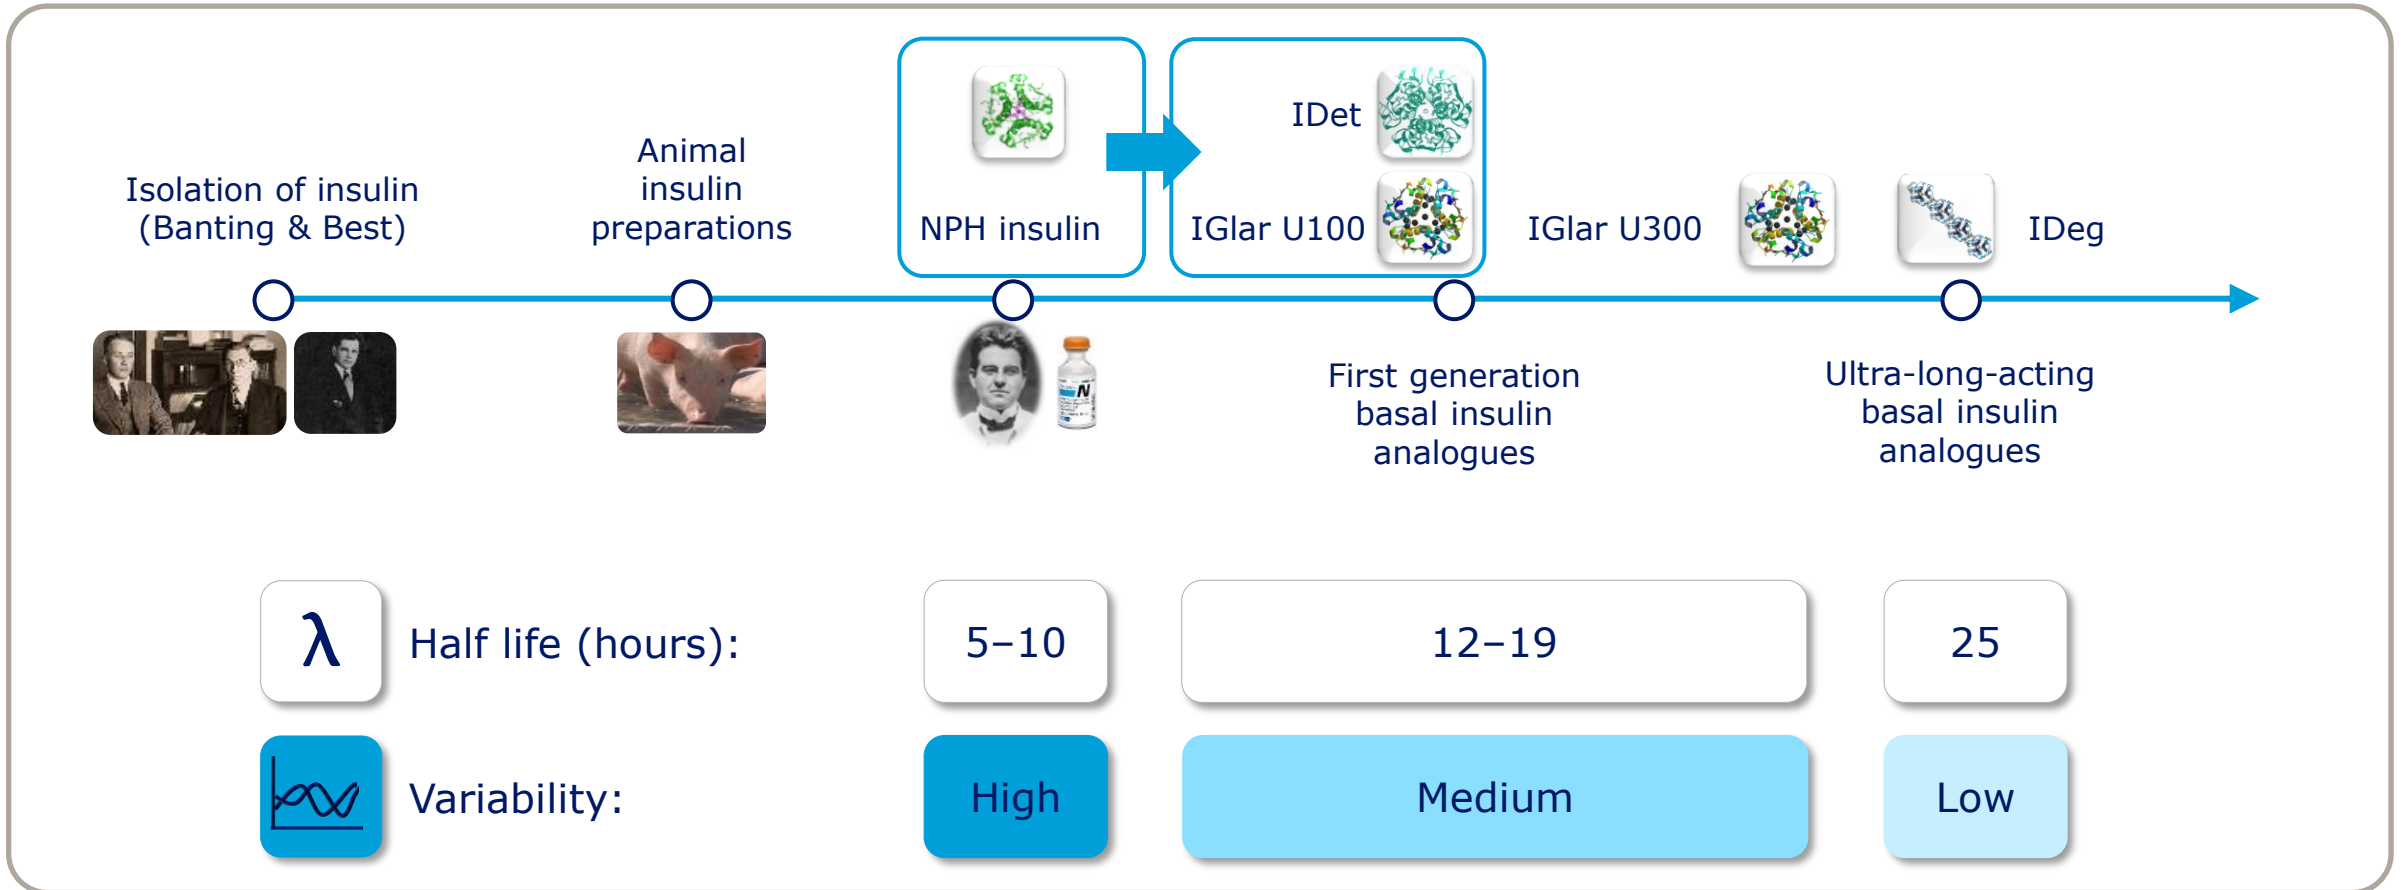 Isolation of insulin
(Banting & Best)
Animal
insulin
preparations
NPH insulin
IDet
IGlar U100
IGlar U300
IDeg
N
First generation
basal insulin
analogues
Ultra-long-acting
basal insulin
analogues
λ
Half life (hours):
5–10
12–19
25
Variability:
High
Medium
Low